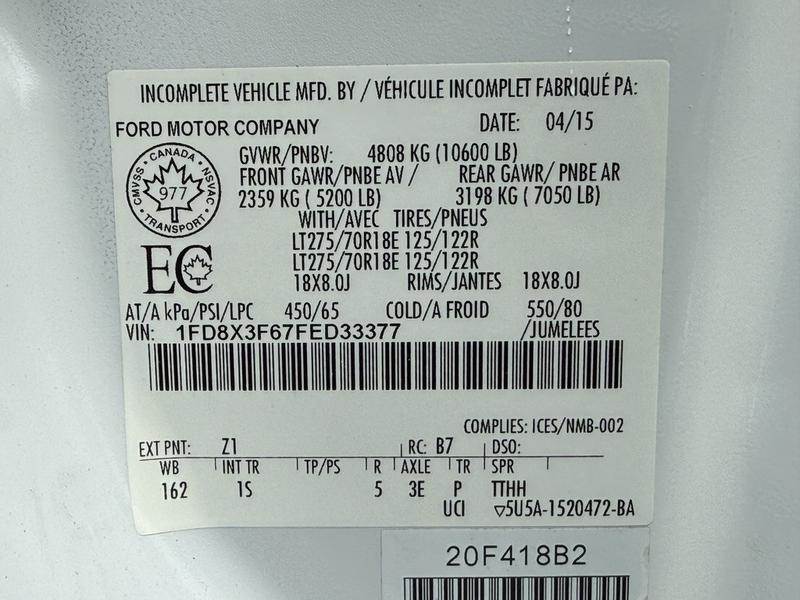 INCOMPLETE VEHICLE MFD. BY / VÉHICULE INCOMPLET FABRIQUÉ PA:
FORD MOTOR COMPANY DATE: 04/15
CMVSS · CANADA · NSVAC · TRANSPORT ·
977
GVWR/PNBV: 4808 KG (10600 LB)
FRONT GAWR/PNBE AV / REAR GAWR/ PNBE AR
2359 KG ( 5200 LB) 3198 KG ( 7050 LB)
WITH/AVEC TIRES/PNEUS
LT275/70R18E 125/122R
LT275/70R18E 125/122R
EC
18X8.0J RIMS/JANTES 18X8.0J
AT/A kPa/PSI/LPC 450/65 COLD/A FROID 550/80
VIN: 1FD8X3F67FED33377 /JUMELEES
COMPLIES: ICES/NMB-002
EXT PNT: Z1 RC: B7 DSO:
WB INT TR TP/PS R AXLE TR SPR
162 1S 5 3E P TTHH
UCI ▽5U5A-1520472-BA
20F418B2